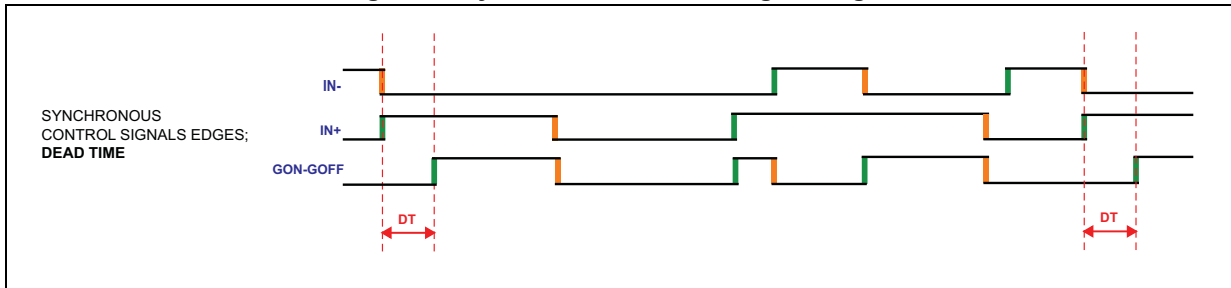 IN-
SYNCHRONOUS
CONTROL SIGNALS EDGES;
DEAD TIME
IN+
GON-GOFF
DT
DT